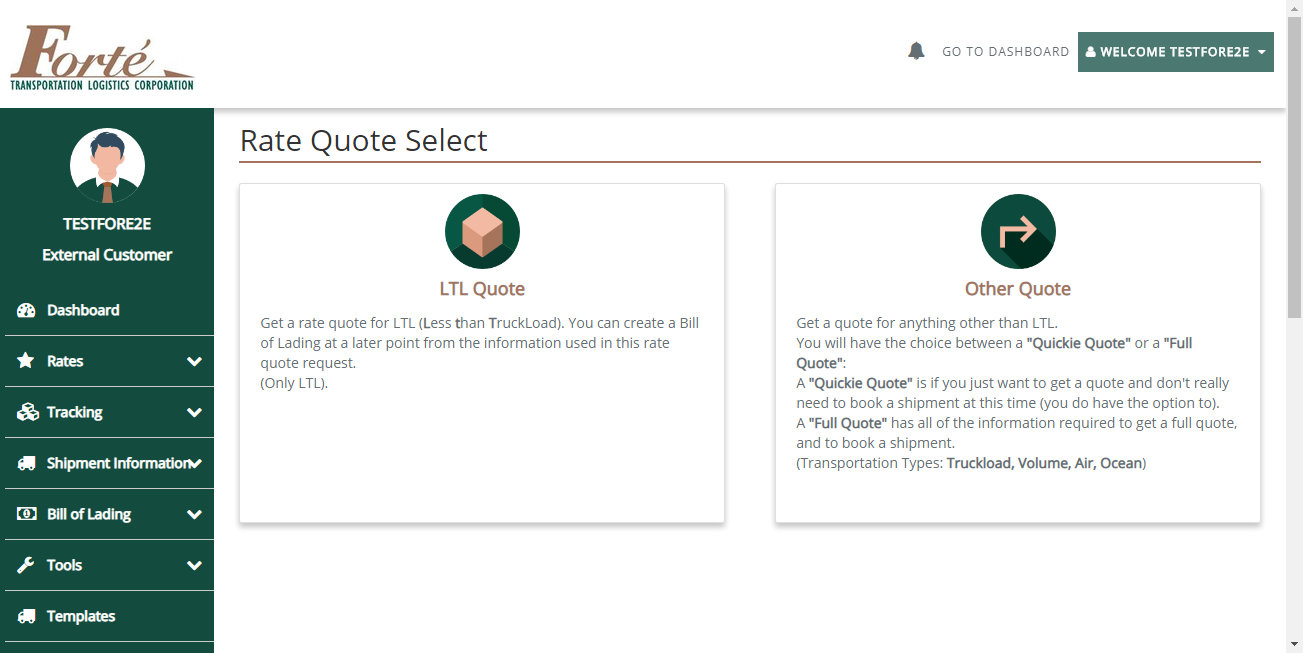 Forté
TRANSPORTATION LOGISTICS CORPORATION
GO TO DASHBOARD
WELCOME TESTFORE2E
TESTFORE2E
External Customer
Dashboard
Rates
Tracking
Shipment Information
Bill of Lading
Tools
Templates
Rate Quote Select
LTL Quote
Get a rate quote for LTL (Less than TruckLoad). You can create a Bill
of Lading at a later point from the information used in this rate
quote request.
(Only LTL).
Other Quote
Get a quote for anything other than LTL.
You will have the choice between a "Quickie Quote" or a "Full
Quote":
A "Quickie Quote" is if you just want to get a quote and don't really
need to book a shipment at this time (you do have the option to).
A "Full Quote" has all of the information required to get a full quote,
and to book a shipment.
(Transportation Types: Truckload, Volume, Air, Ocean)